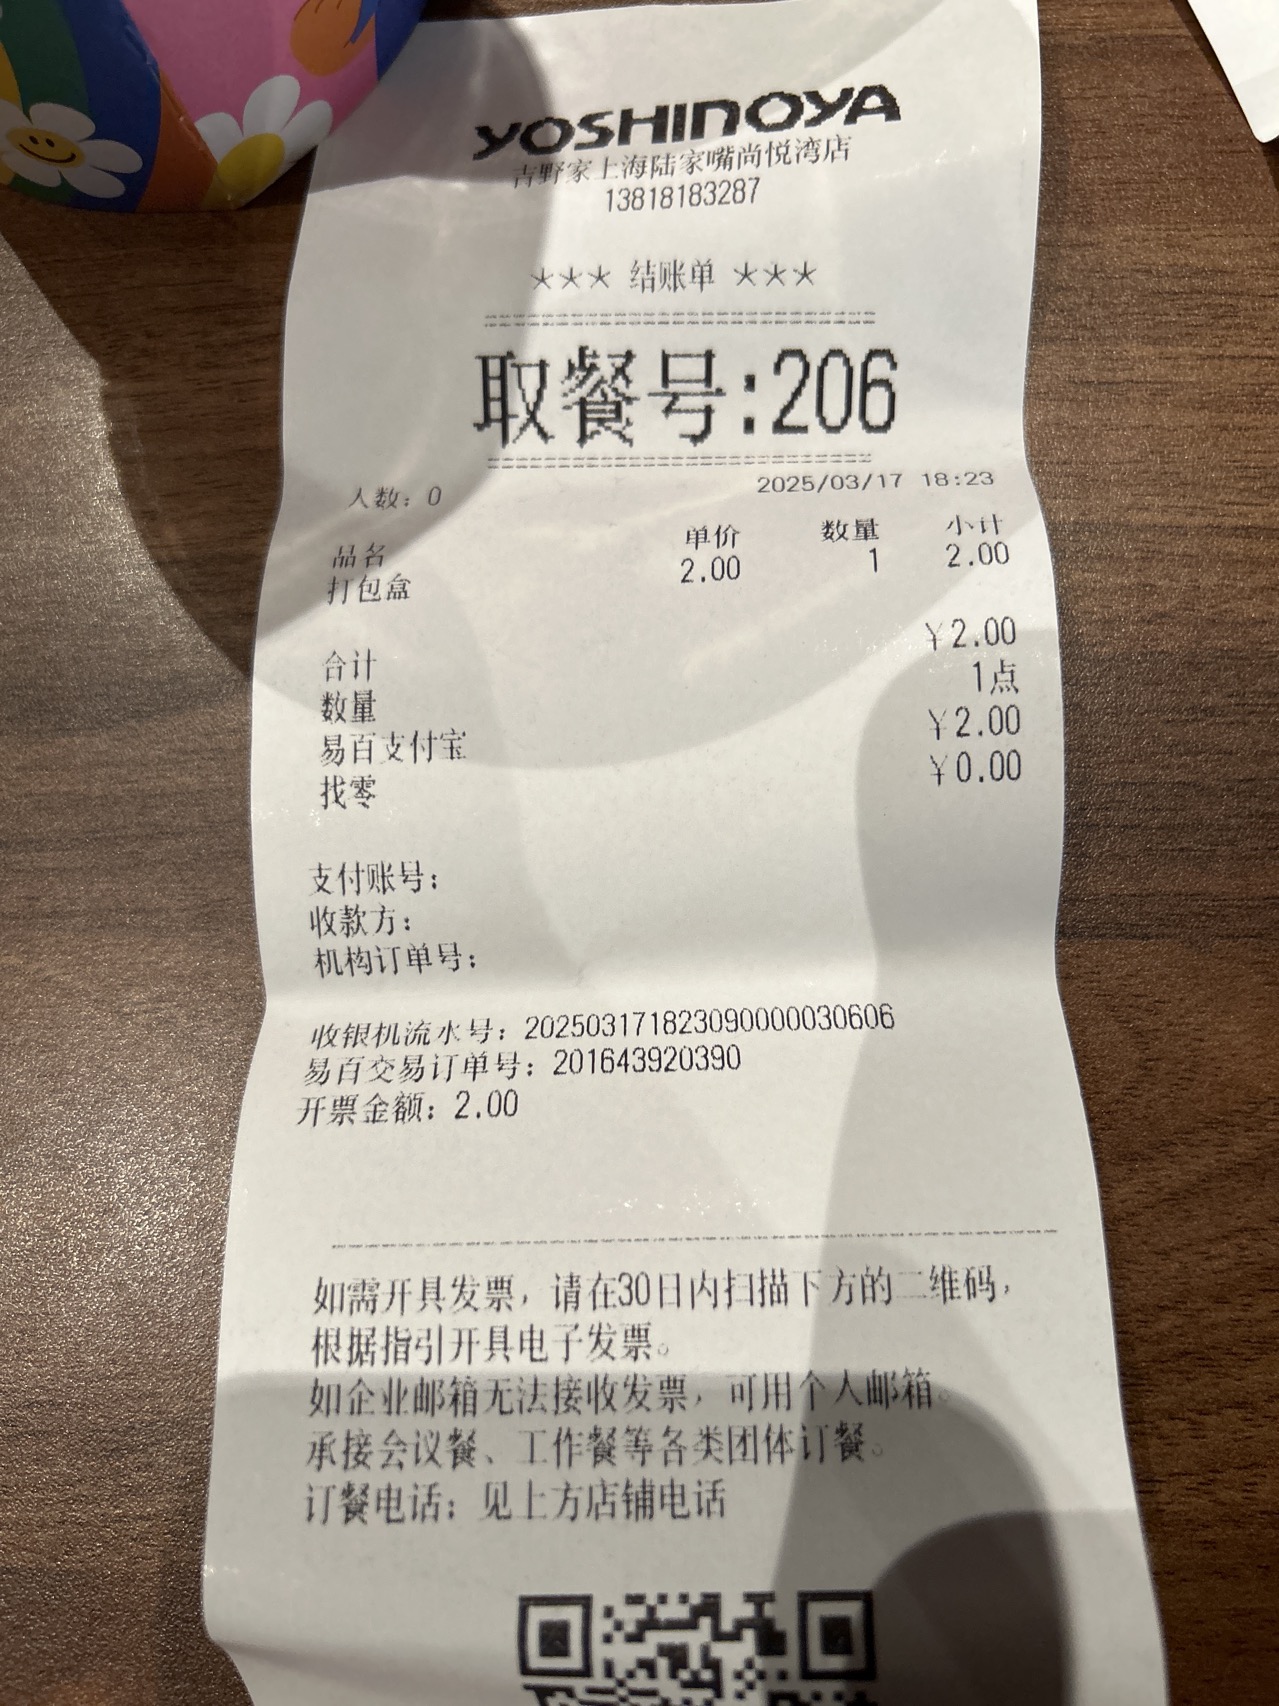 YOSHINOYA
吉野家上海陆家嘴尚悦湾店
13818183287
*** 结账单 ***
取餐号:206
人数: 0 2025/03/17 18:23
品名 单价 数量 小计
打包盒 2.00 1 2.00
合计 ¥2.00
数量 1点
易百支付宝 ¥2.00
找零 ¥0.00
支付账号:
收款方:
机构订单号:
收银机流水号: 202503171823090000030606
易百交易订单号: 201643920390
开票金额: 2.00
如需开具发票，请在30日内扫描下方的二维码，
根据指引开具电子发票。
如企业邮箱无法接收发票，可用个人邮箱。
承接会议餐、工作餐等各类团体订餐。
订餐电话: 见上方店铺电话